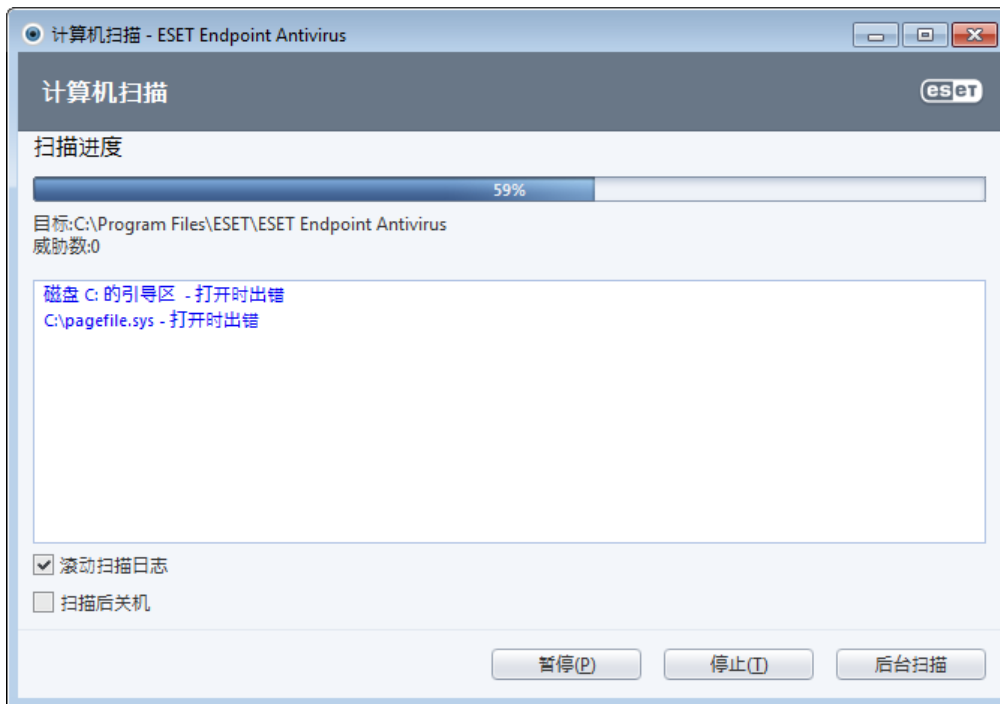 计算机扫描 - ESET Endpoint Antivirus
计算机扫描
eseT
扫描进度
59%
目标:C:\Program Files\ESET\ESET Endpoint Antivirus
威胁数:0
磁盘 C: 的引导区 - 打开时出错
C:\pagefile.sys - 打开时出错
滚动扫描日志
扫描后关机
暂停(P) 停止(T) 后台扫描